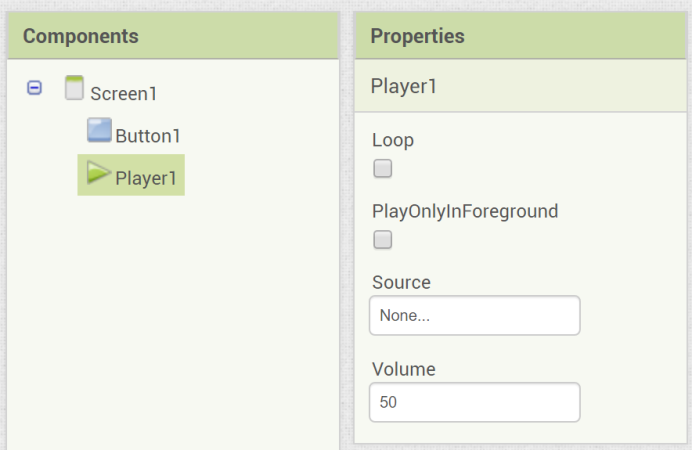 Components
Screen1
Button1
Player1
Properties
Player1
Loop
PlayOnlyInForeground
Source
None...
Volume
50